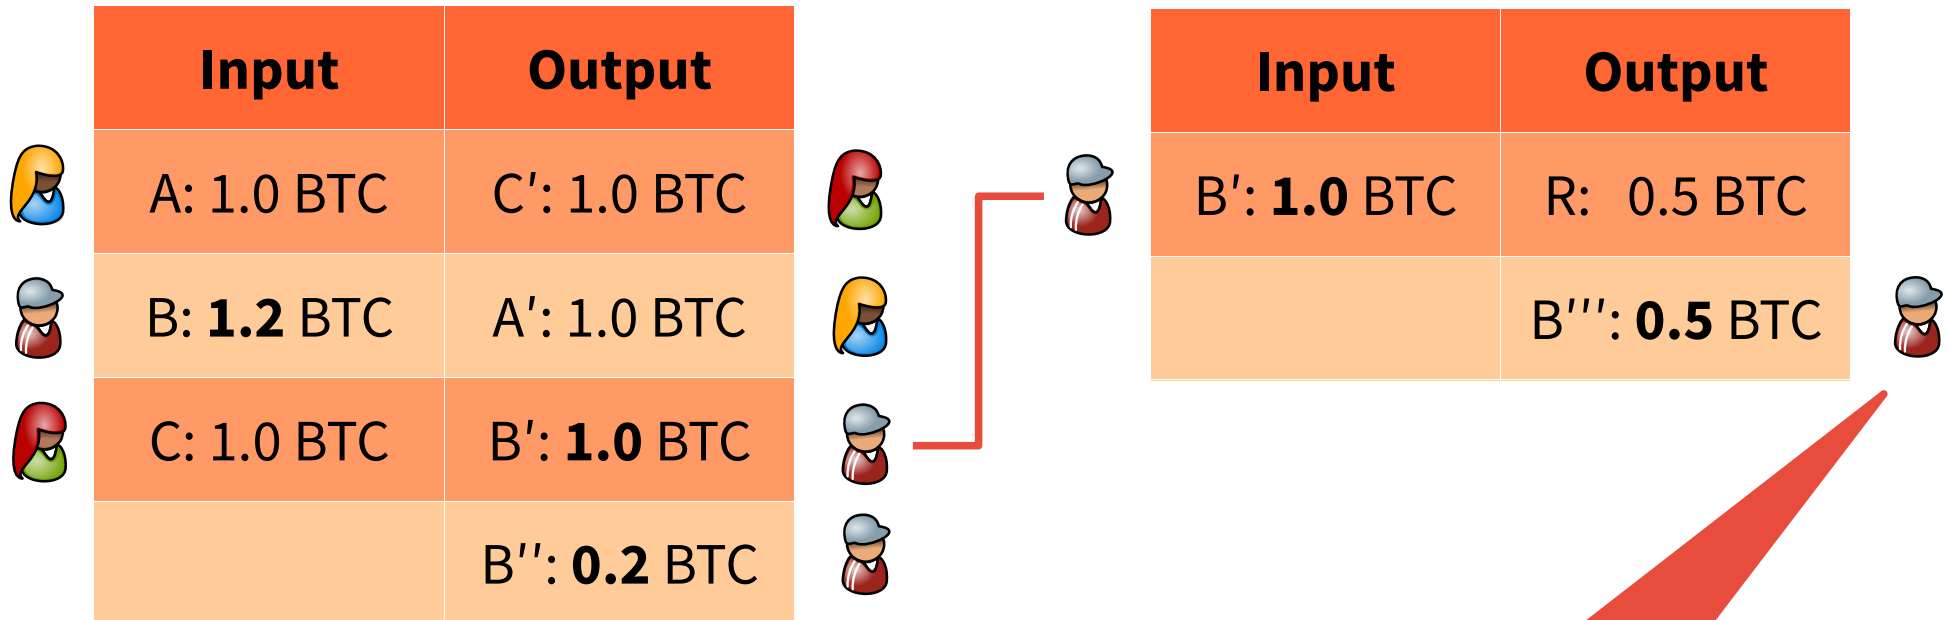 Input Output
A: 1.0 BTC C′: 1.0 BTC
B: 1.2 BTC A′: 1.0 BTC
C: 1.0 BTC B′: 1.0 BTC
B′′: 0.2 BTC
Input Output
B′: 1.0 BTC R: 0.5 BTC
B′′′: 0.5 BTC